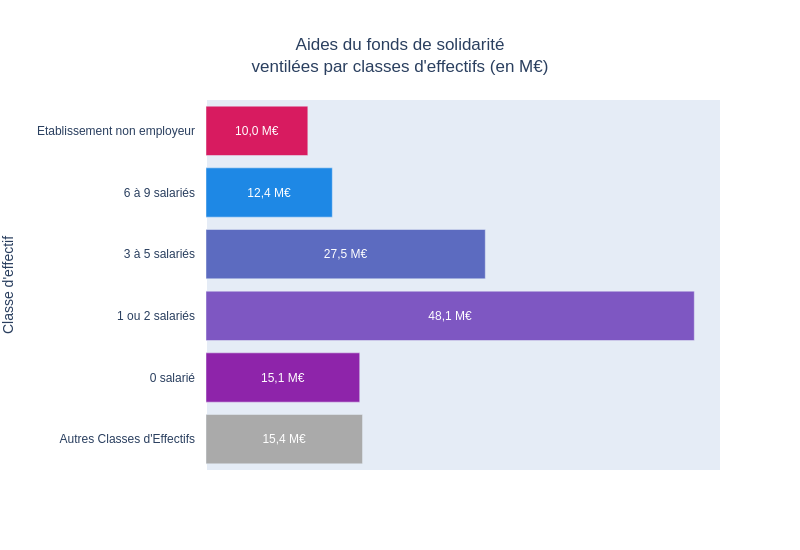 Aides du fonds de solidarité
ventilées par classes d'effectifs (en M€)
Classe d'effectif
Etablissement non employeur
10,0 M€
6 à 9 salariés
12,4 M€
3 à 5 salariés
27,5 M€
1 ou 2 salariés
48,1 M€
0 salarié
15,1 M€
Autres Classes d'Effectifs
15,4 M€